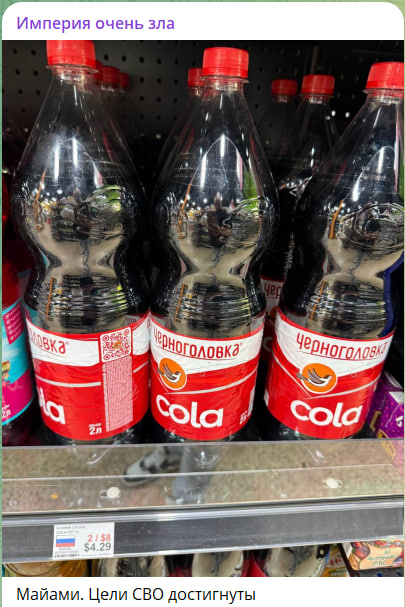 Империя очень зла
Черноголовка®
cola
2л
Черноголовка®
cola
Черноголовка®
cola
2 / $8
$4.29
Майами. Цели СВО достигнуты